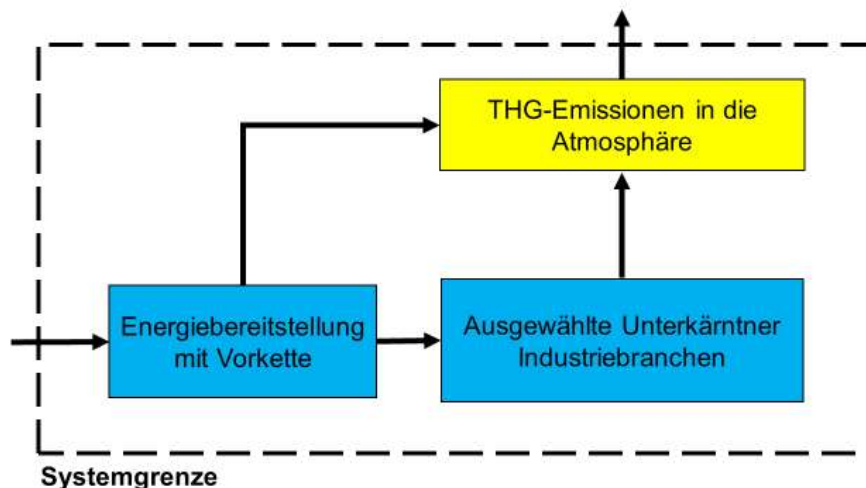 THG-Emissionen in die
Atmosphäre
Energiebereitstellung
mit Vorkette
Ausgewählte Unterkärntner
Industriebranchen
Systemgrenze